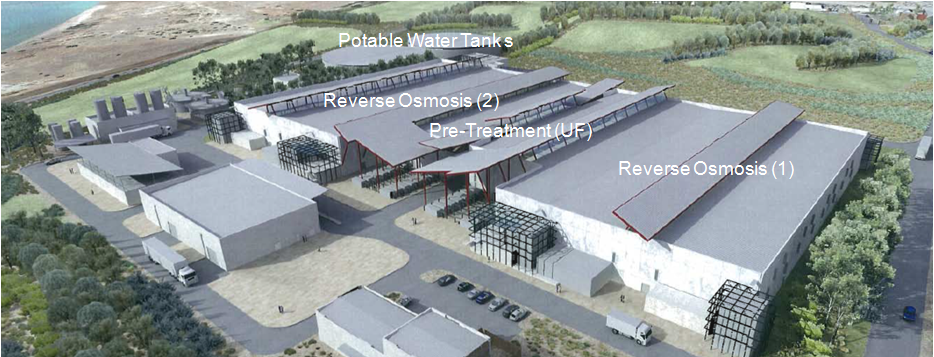 Potable Water Tanks
Reverse Osmosis (2)
Pre-Treatment (UF)
Reverse Osmosis (1)